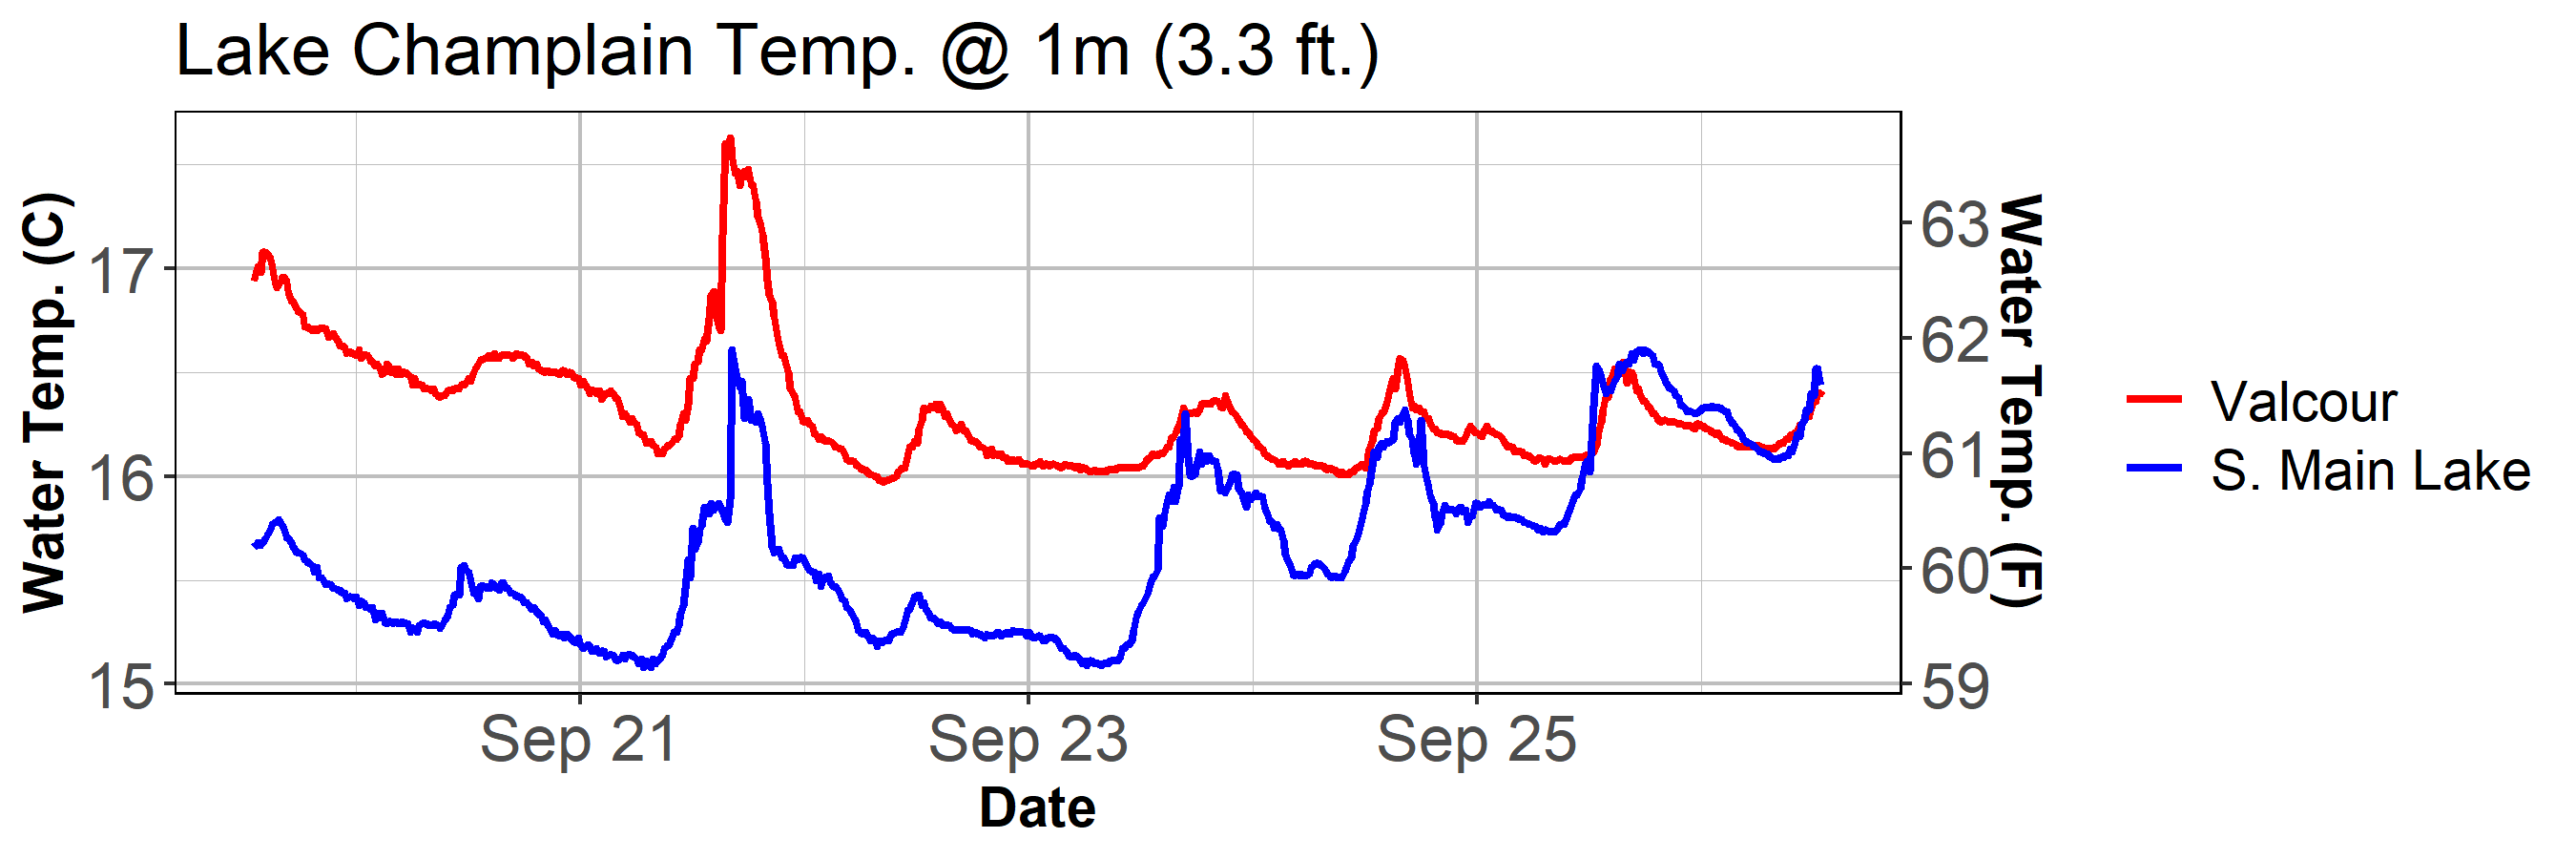 Lake Champlain Temp. @ 1m (3.3 ft.)
Water Temp. (C)
17
16
15
63
62
61
60
59
Water Temp. (F)
Sep 21
Sep 23
Sep 25
Date
Valcour
S. Main Lake